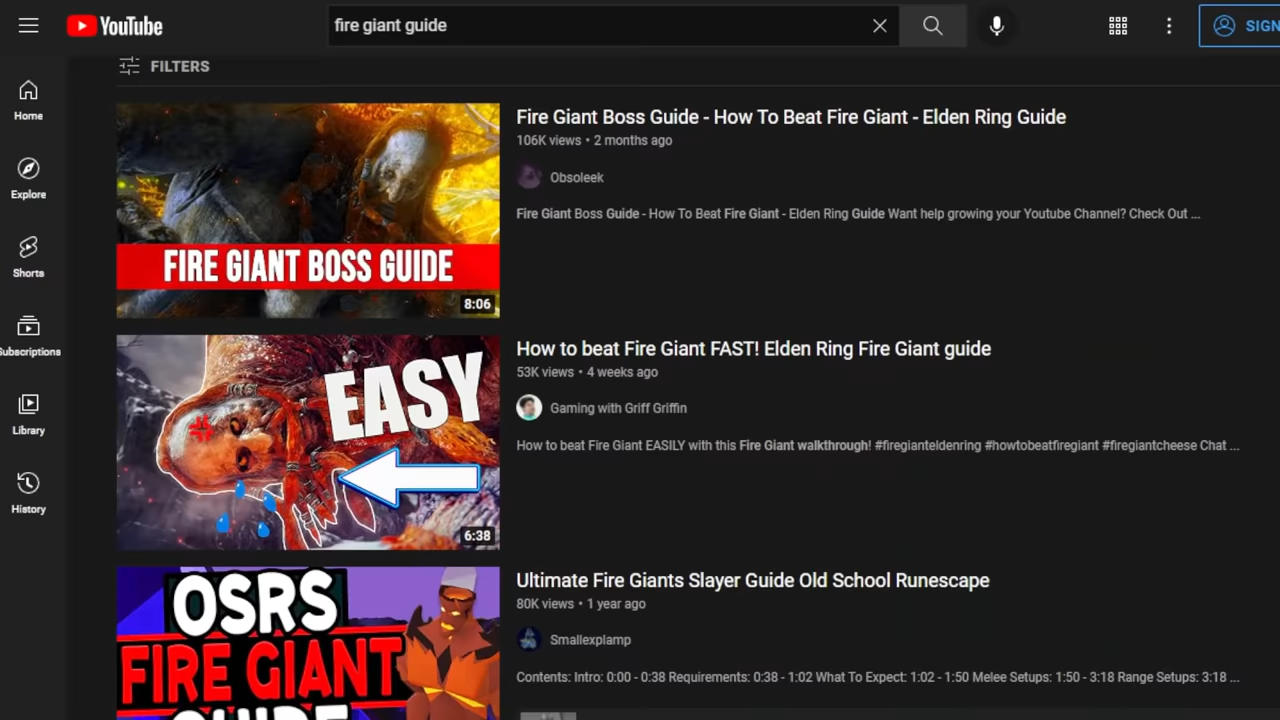 YouTube
fire giant guide
SIGN
FILTERS
Home
Explore
Shorts
Subscriptions
Library
History
FIRE GIANT BOSS GUIDE
8:06
Fire Giant Boss Guide - How To Beat Fire Giant - Elden Ring Guide
106K views • 2 months ago
Obsoleek
Fire Giant Boss Guide - How To Beat Fire Giant - Elden Ring Guide Want help growing your Youtube Channel? Check Out ...
EASY
6:38
How to beat Fire Giant FAST! Elden Ring Fire Giant guide
53K views • 4 weeks ago
Gaming with Griff Griffin
How to beat Fire Giant EASILY with this Fire Giant walkthrough! #firegianteldenring #howtobeatfiregiant #firegiantcheese Chat ...
OSRS
FIRE GIANT
GUIDE
Ultimate Fire Giants Slayer Guide Old School Runescape
80K views • 1 year ago
Smallexplamp
Contents: Intro: 0:00 - 0:38 Requirements: 0:38 - 1:02 What To Expect: 1:02 - 1:50 Melee Setups: 1:50 - 3:18 Range Setups: 3:18 ...